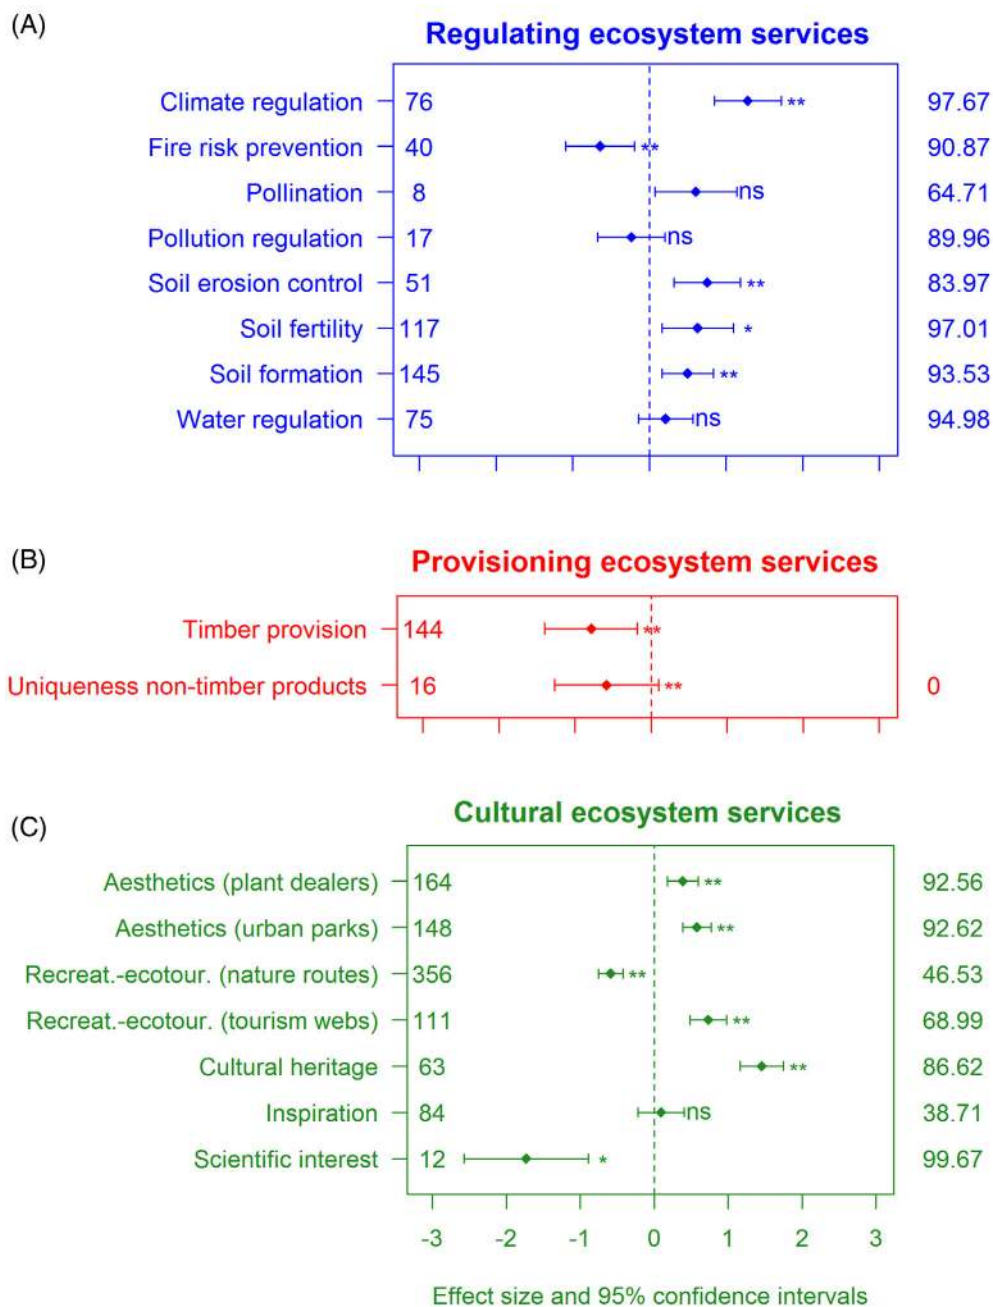 (A)
Regulating ecosystem services
Climate regulation 76 ** 97.67
Fire risk prevention 40 ** 90.87
Pollination 8 ns 64.71
Pollution regulation 17 ns 89.96
Soil erosion control 51 ** 83.97
Soil fertility 117 * 97.01
Soil formation 145 ** 93.53
Water regulation 75 ns 94.98
(B)
Provisioning ecosystem services
Timber provision 144 **
Uniqueness non-timber products 16 ** 0
(C)
Cultural ecosystem services
Aesthetics (plant dealers) 164 ** 92.56
Aesthetics (urban parks) 148 ** 92.62
Recreat.-ecotour. (nature routes) 356 ** 46.53
Recreat.-ecotour. (tourism webs) 111 ** 68.99
Cultural heritage 63 ** 86.62
Inspiration 84 ns 38.71
Scientific interest 12 * 99.67
-3 -2 -1 0 1 2 3
Effect size and 95% confidence intervals